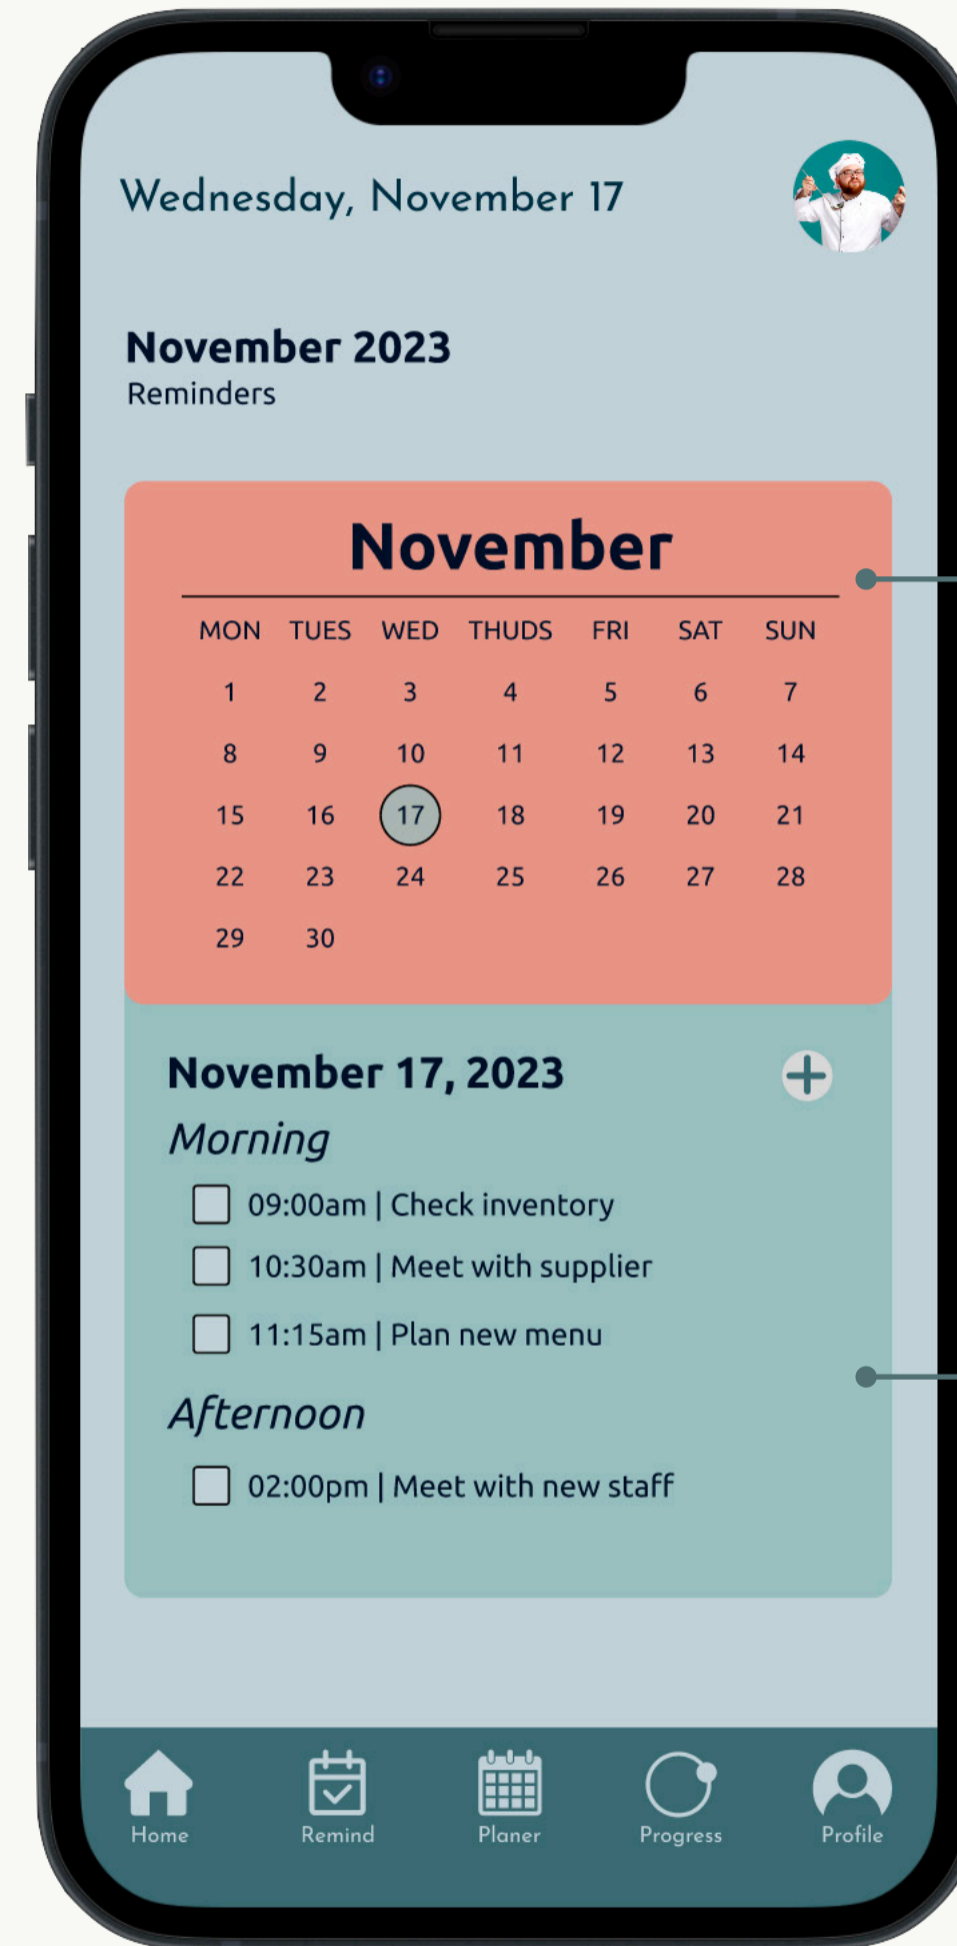 Wednesday, November 17
November 2023
Reminders
November
MON TUES WED THUDS FRI SAT SUN
1 2 3 4 5 6 7
8 9 10 11 12 13 14
15 16 17 18 19 20 21
22 23 24 25 26 27 28
29 30
November 17, 2023
Morning
09:00am | Check inventory
10:30am | Meet with supplier
11:15am | Plan new menu
Afternoon
02:00pm | Meet with new staff
Home Remind Planer Progress Profile